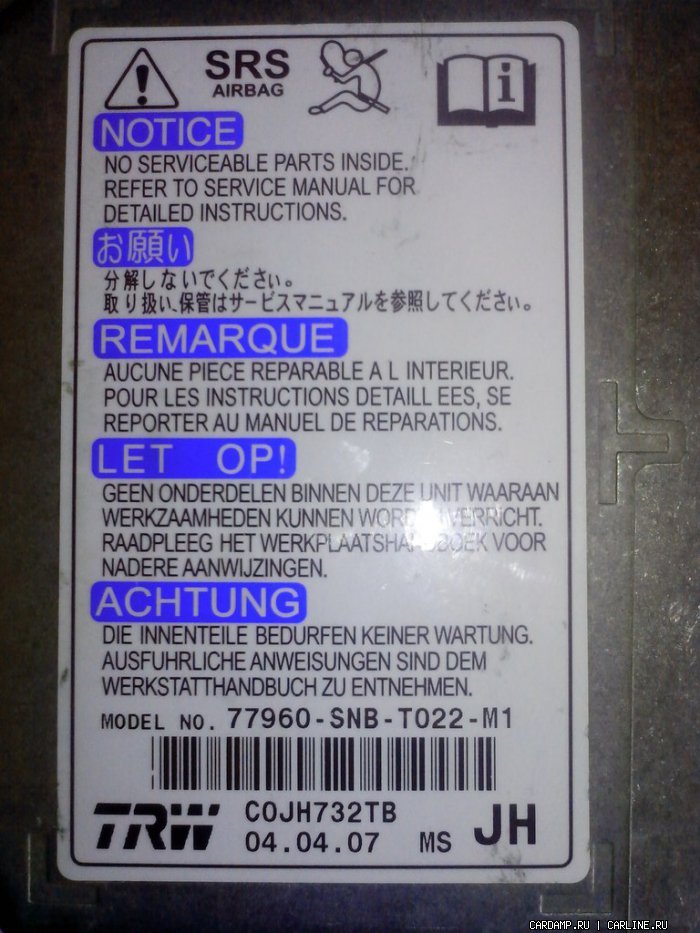 SRS
AIRBAG
i
NOTICE
NO SERVICEABLE PARTS INSIDE.
REFER TO SERVICE MANUAL FOR
DETAILED INSTRUCTIONS.
お願い
分解しないでください。
取り扱い、保管はサービスマニュアルを参照してください。
REMARQUE
AUCUNE PIECE REPARABLE A L INTERIEUR.
POUR LES INSTRUCTIONS DETAILL EES, SE
REPORTER AU MANUEL DE REPARATIONS.
LET OP!
GEEN ONDERDELEN BINNEN DEZE UNIT WAARAAN
WERKZAAMHEDEN KUNNEN WORDEN VERRICHT.
RAADPLEEG HET WERKPLAATSHANDBOEK VOOR
NADERE AANWIJZINGEN.
ACHTUNG
DIE INNENTEILE BEDURFEN KEINER WARTUNG.
AUSFUHRLICHE ANWEISUNGEN SIND DEM
WERKSTATTHANDBUCH ZU ENTNEHMEN.
MODEL NO. 77960-SNB-T022-M1
TRW C0JH732TB
04.04.07 MS JH
CARDAMP.RU | CARLINE.RU